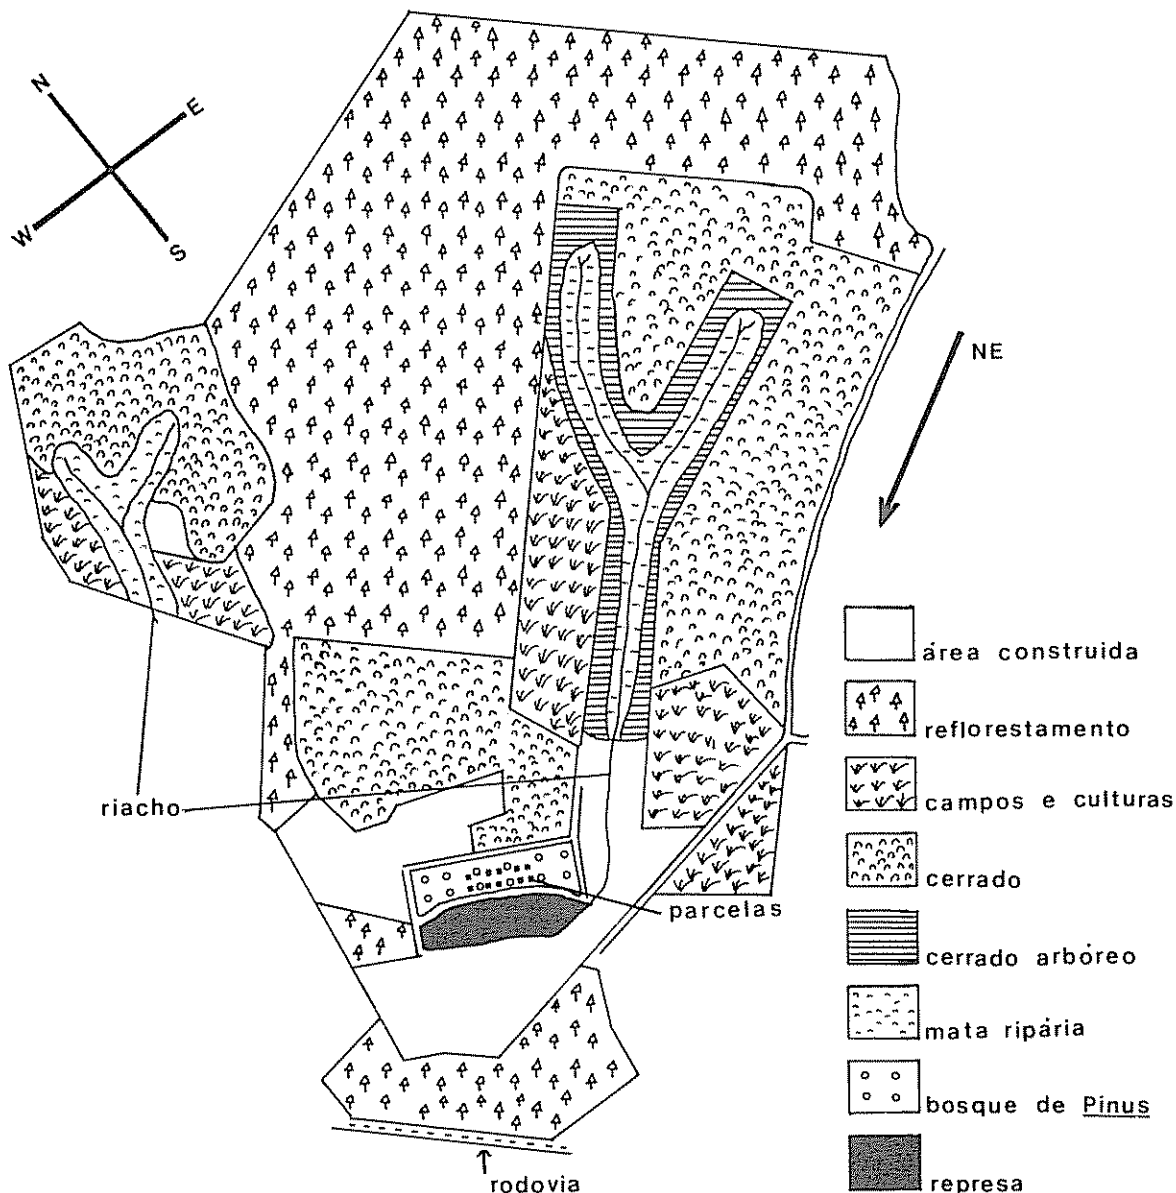 N
E
W
S
NE
área construida
reflorestamento
campos e culturas
riacho
cerrado
parcelas
cerrado arbóreo
mata ripária
bosque de Pinus
rodovia
represa